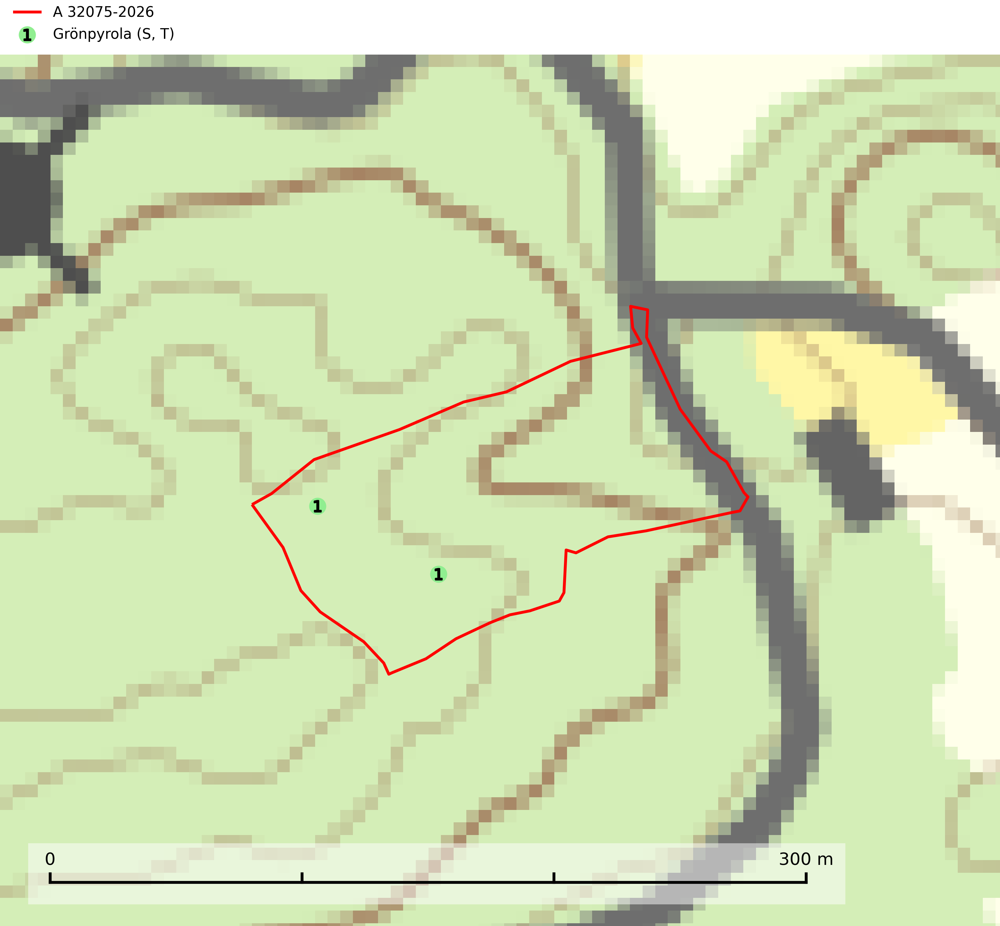 A 32075-2026
1 Grönpyrola (S, T)
1
1
0 300 m